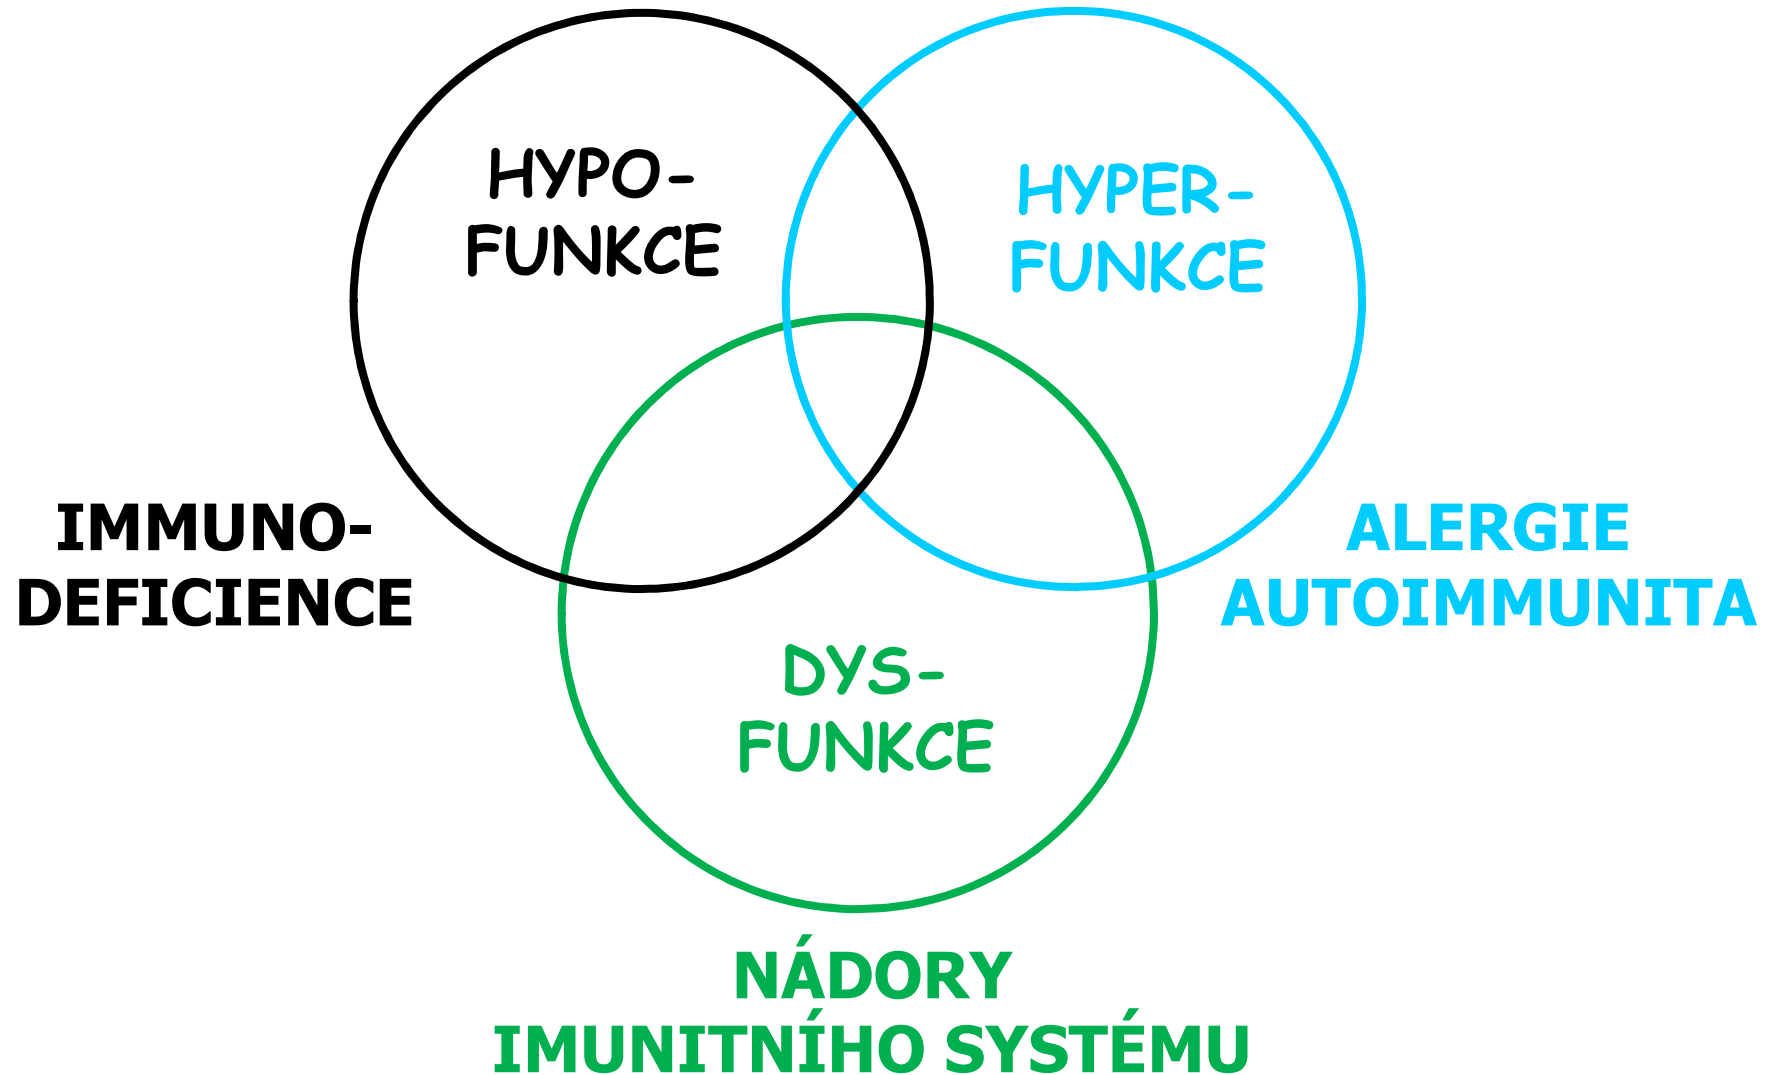 HYPO-
FUNKCE
HYPER-
FUNKCE
IMMUNO-
DEFICIENCE
ALERGIE
AUTOIMMUNITA
DYS-
FUNKCE
NÁDORY
IMUNITNÍHO SYSTÉMU